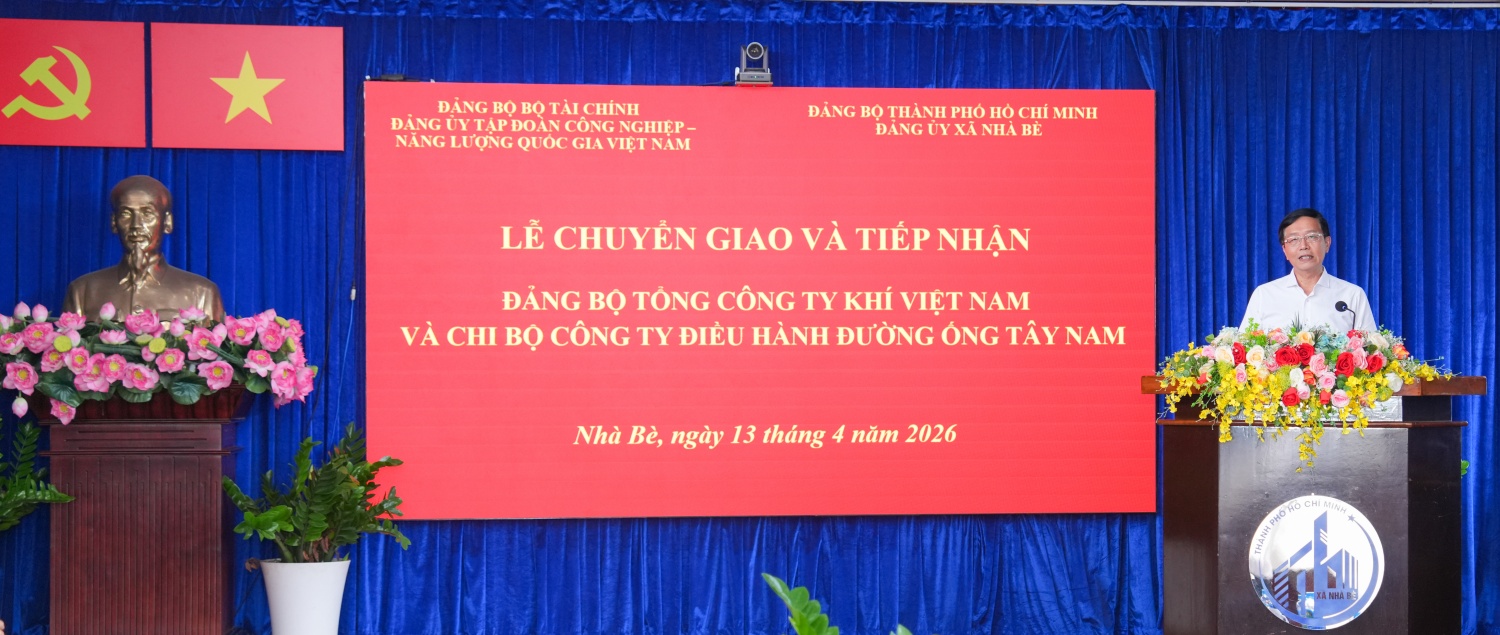 ĐẢNG BỘ BỘ TÀI CHÍNH
ĐẢNG ỦY TẬP ĐOÀN CÔNG NGHIỆP –
NĂNG LƯỢNG QUỐC GIA VIỆT NAM
ĐẢNG BỘ THÀNH PHỐ HỒ CHÍ MINH
ĐẢNG ỦY XÃ NHÀ BÈ
LỄ CHUYỂN GIAO VÀ TIẾP NHẬN
ĐẢNG BỘ TỔNG CÔNG TY KHÍ VIỆT NAM
VÀ CHI BỘ CÔNG TY ĐIỀU HÀNH ĐƯỜNG ỐNG TÂY NAM
Nhà Bè, ngày 13 tháng 4 năm 2026
THÀNH PHỐ HỒ CHÍ MINH
XÃ NHÀ BÈ